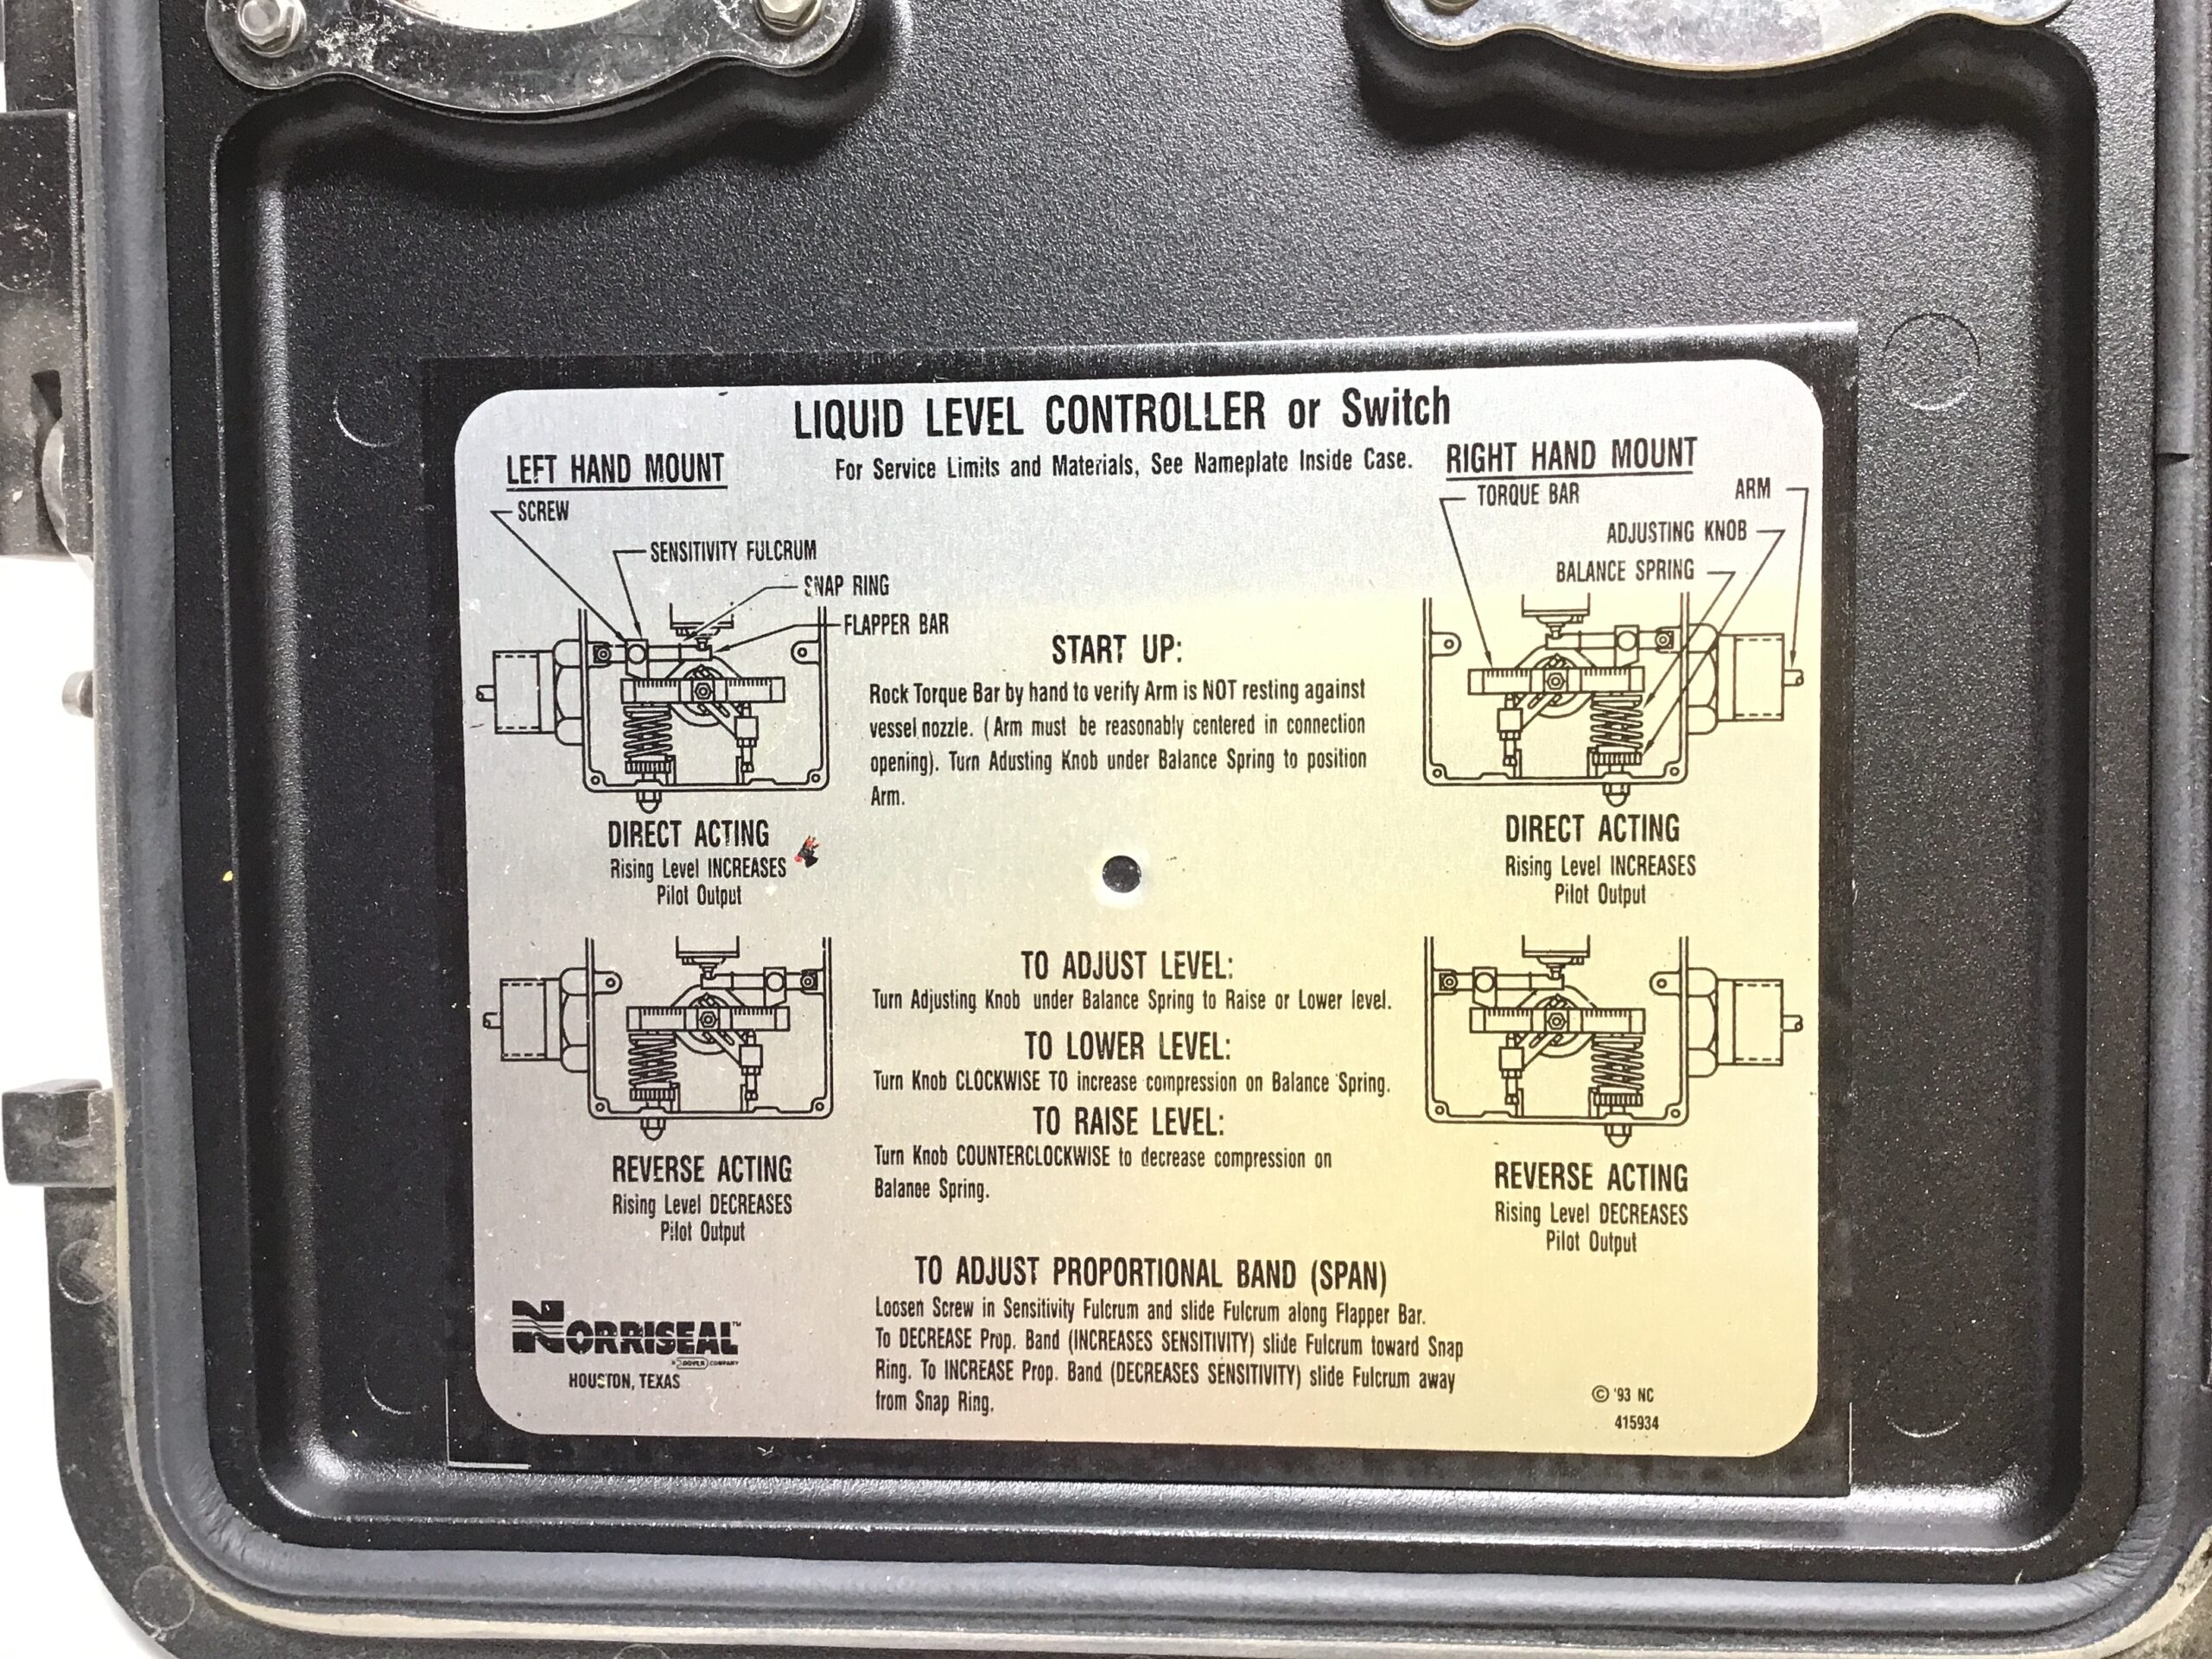 LIQUID LEVEL CONTROLLER or Switch
For Service Limits and Materials, See Nameplate Inside Case.
LEFT HAND MOUNT
SCREW
SENSITIVITY FULCRUM
SNAP RING
FLAPPER BAR
DIRECT ACTING
Rising Level INCREASES
Pilot Output
REVERSE ACTING
Rising Level DECREASES
Pilot Output
NORRISEAL™
A DOVER COMPANY
HOUSTON, TEXAS
START UP:
Rock Torque Bar by hand to verify Arm is NOT resting against
vessel nozzle. (Arm must be reasonably centered in connection
opening). Turn Adusting Knob under Balance Spring to position
Arm.
TO ADJUST LEVEL:
Turn Adjusting Knob under Balance Spring to Raise or Lower level.
TO LOWER LEVEL:
Turn Knob CLOCKWISE TO increase compression on Balance Spring.
TO RAISE LEVEL:
Turn Knob COUNTERCLOCKWISE to decrease compression on
Balance Spring.
TO ADJUST PROPORTIONAL BAND (SPAN)
Loosen Screw in Sensitivity Fulcrum and slide Fulcrum along Flapper Bar.
To DECREASE Prop. Band (INCREASES SENSITIVITY) slide Fulcrum toward Snap
Ring. To INCREASE Prop. Band (DECREASES SENSITIVITY) slide Fulcrum away
from Snap Ring.
RIGHT HAND MOUNT
TORQUE BAR
ARM
ADJUSTING KNOB
BALANCE SPRING
DIRECT ACTING
Rising Level INCREASES
Pilot Output
REVERSE ACTING
Rising Level DECREASES
Pilot Output
© '93 NC
415934